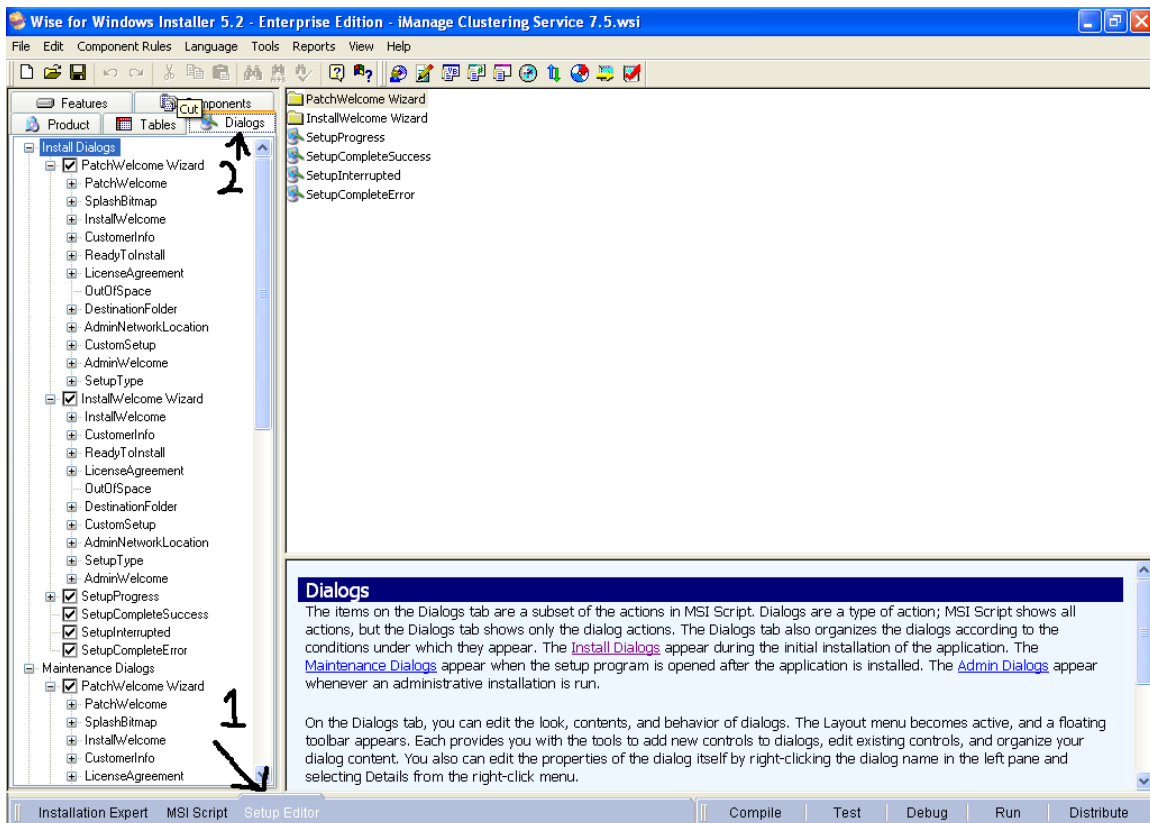 Wise for Windows Installer 5.2 - Enterprise Edition - iManage Clustering Service 7.5.wsi
File Edit Component Rules Language Tools Reports View Help
Features Components
Cut
Product Tables Dialogs
2
Install Dialogs
PatchWelcome Wizard
PatchWelcome
SplashBitmap
InstallWelcome
CustomerInfo
ReadyToInstall
LicenseAgreement
OutOfSpace
DestinationFolder
AdminNetworkLocation
CustomSetup
AdminWelcome
SetupType
InstallWelcome Wizard
InstallWelcome
CustomerInfo
ReadyToInstall
LicenseAgreement
OutOfSpace
DestinationFolder
CustomSetup
AdminNetworkLocation
SetupType
AdminWelcome
SetupProgress
SetupCompleteSuccess
SetupInterrupted
SetupCompleteError
Maintenance Dialogs
PatchWelcome Wizard
PatchWelcome
SplashBitmap
InstallWelcome
CustomerInfo
LicenseAgreement
1
PatchWelcome Wizard
InstallWelcome Wizard
SetupProgress
SetupCompleteSuccess
SetupInterrupted
SetupCompleteError
Dialogs
The items on the Dialogs tab are a subset of the actions in MSI Script. Dialogs are a type of action; MSI Script shows all
actions, but the Dialogs tab shows only the dialog actions. The Dialogs tab also organizes the dialogs according to the
conditions under which they appear. The Install Dialogs appear during the initial installation of the application. The
Maintenance Dialogs appear when the setup program is opened after the application is installed. The Admin Dialogs appear
whenever an administrative installation is run.
On the Dialogs tab, you can edit the look, contents, and behavior of dialogs. The Layout menu becomes active, and a floating
toolbar appears. Each provides you with the tools to add new controls to dialogs, edit existing controls, and organize your
dialog content. You also can edit the properties of the dialog itself by right-clicking the dialog name in the left pane and
selecting Details from the right-click menu.
Installation Expert MSI Script Setup Editor Compile Test Debug Run Distribute